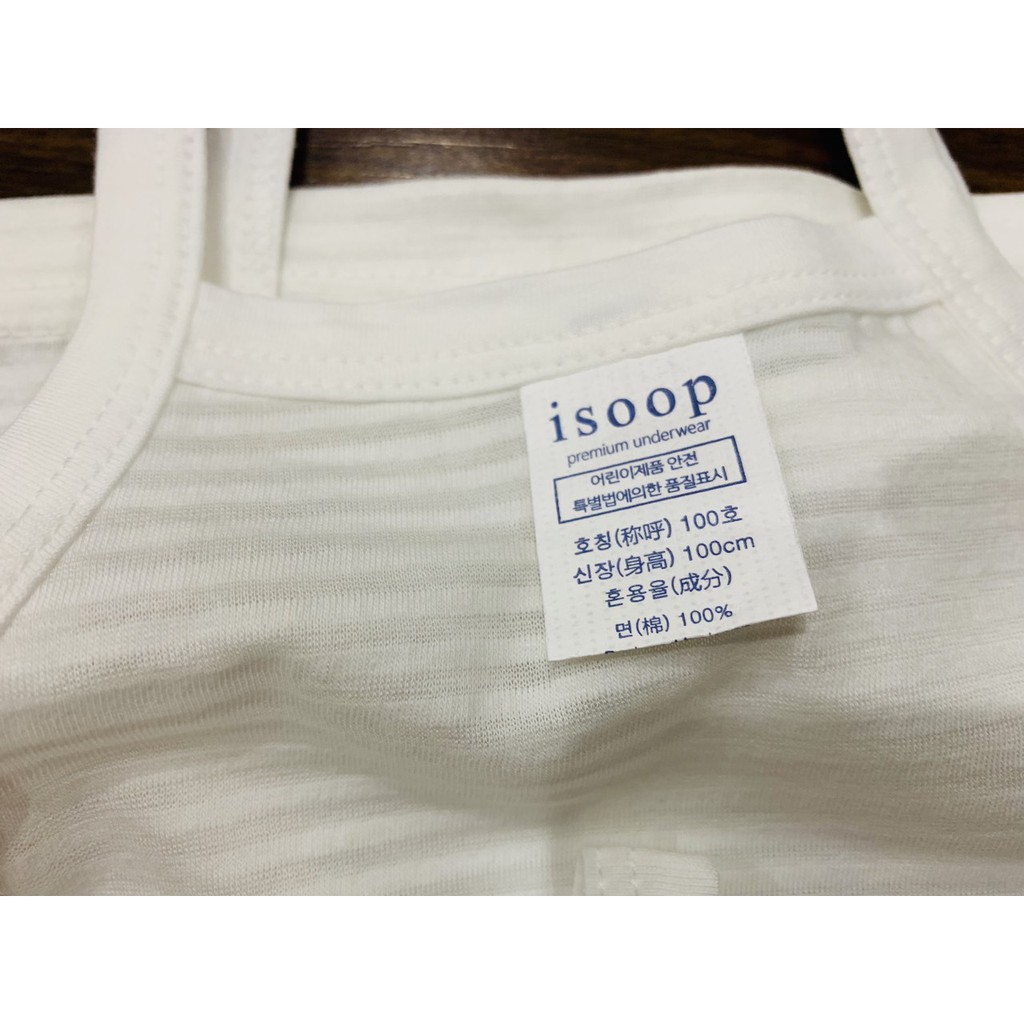 isoop
premium underwear
어린이제품 안전
특별법에의한 품질표시
호칭(称呼) 100호
신장(身高) 100cm
혼용율(成分)
면(棉) 100%